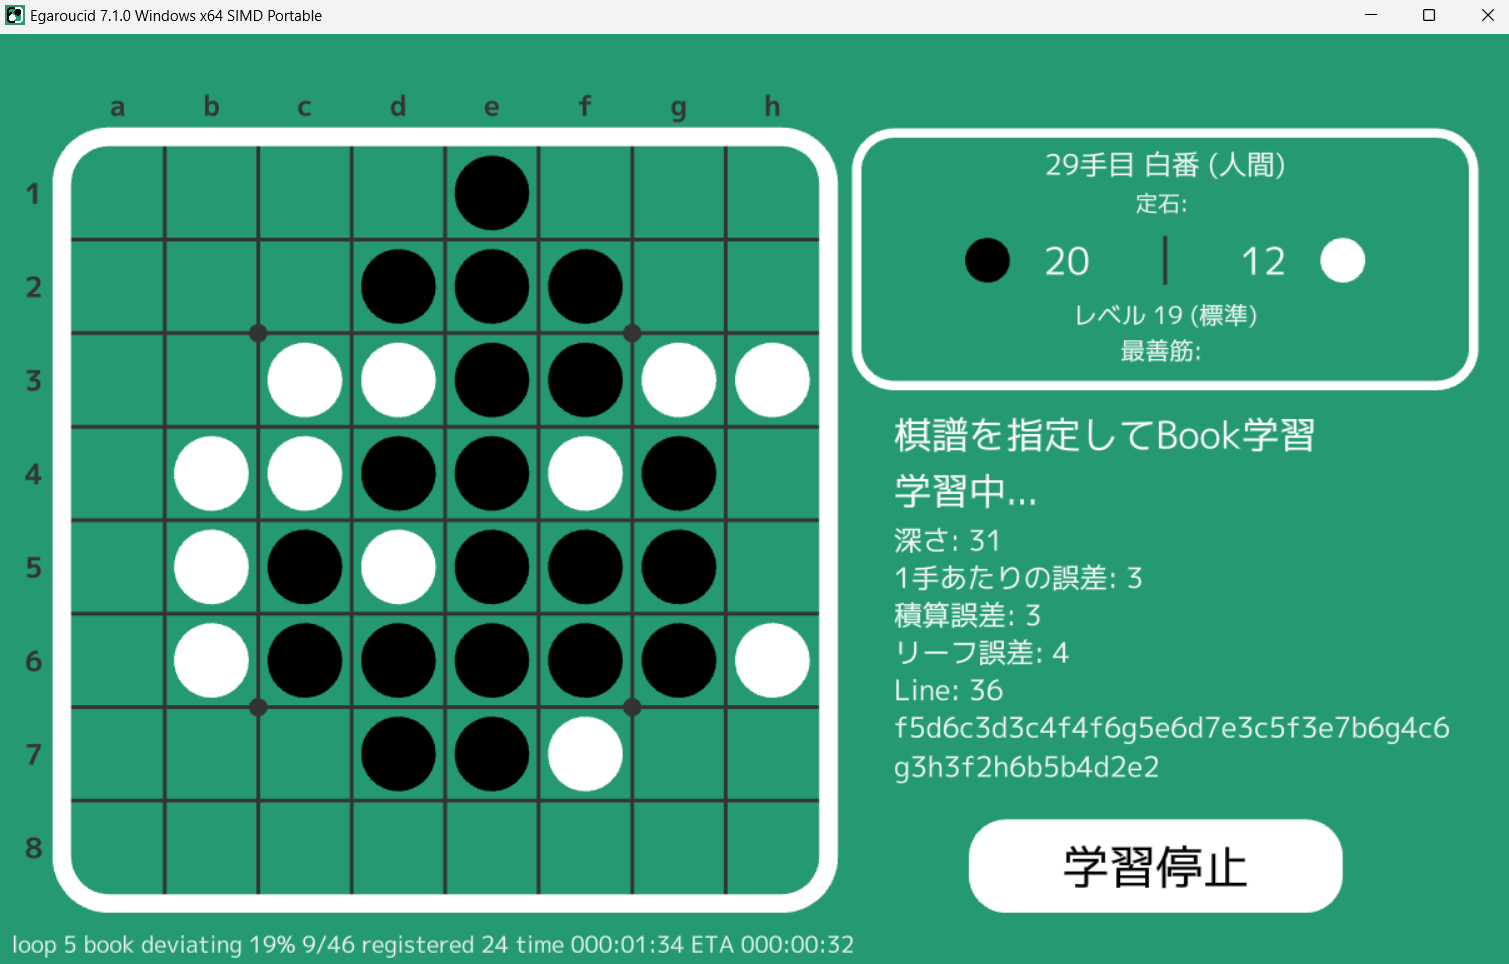 Egaroucid 7.1.0 Windows x64 SIMD Portable
a b c d e f g h
1
2
3
4
5
6
7
8
29手目 白番 (人間)
定石:
20 12
レベル 19 (標準)
最善筋:
棋譜を指定してBook学習
学習中...
深さ: 31
1手あたりの誤差: 3
積算誤差: 3
リーフ誤差: 4
Line: 36
f5d6c3d3c4f4f6g5e6d7e3c5f3e7b6g4c6
g3h3f2h6b5b4d2e2
学習停止
loop 5 book deviating 19% 9/46 registered 24 time 000:01:34 ETA 000:00:32